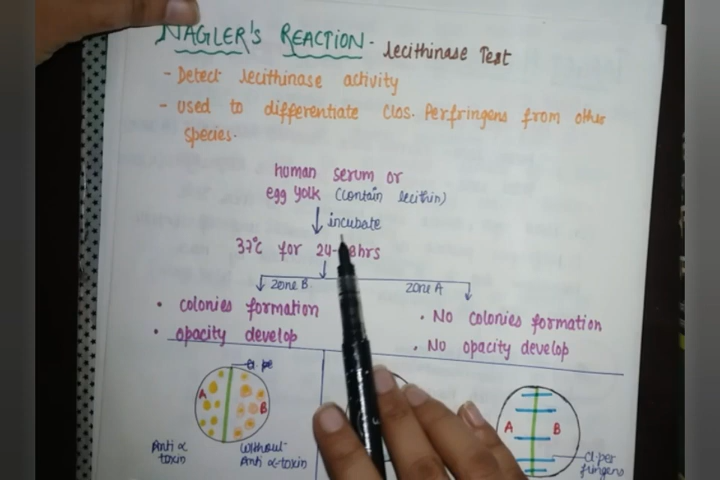 NAGLER'S REACTION - Lecithinase Test
- Detect lecithinase activity
- used to differentiate Clos. Perfringens from other
species.
human serum or
egg yolk (contain lecithin)
incubate
37°C for 24- 8hrs
zone B.
zone A
• colonies formation
• No colonies formation
• opacity develop
• No opacity develop
Cl. pe
A
B
A
B
Anti α
toxin
without
Anti α-toxin
Cl. per
fringens